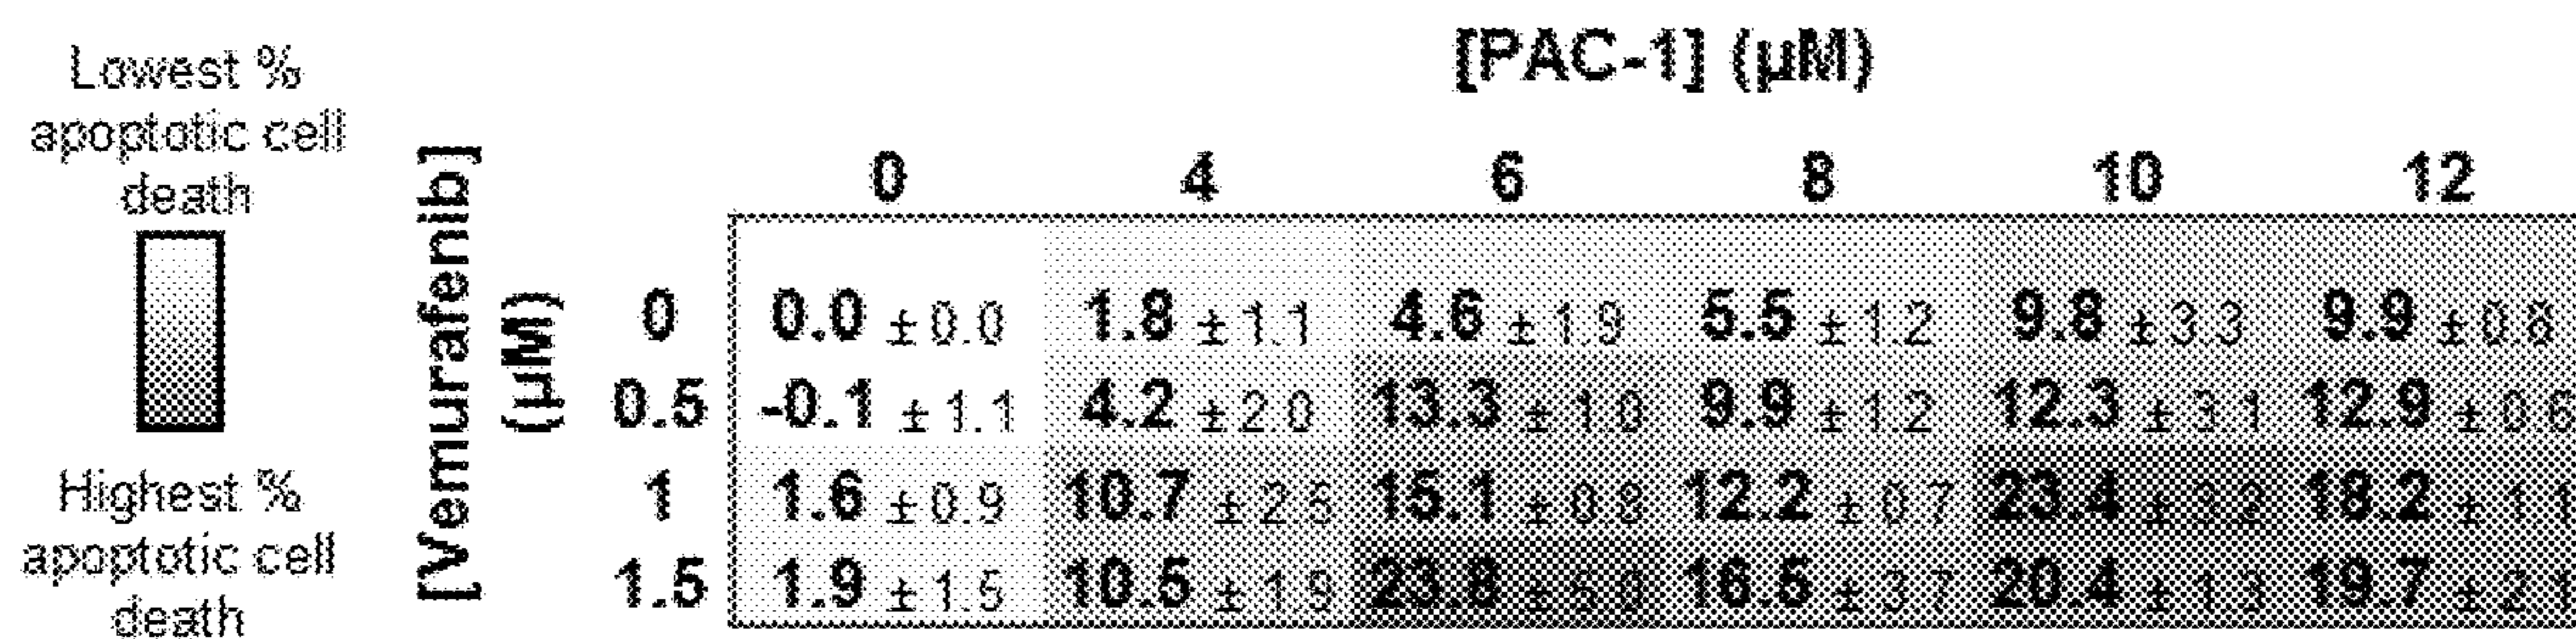 Lowest %
apoptotic cell
death
Highest %
apoptotic cell
death
[PAC-1] (µM)
[Vemurafenib]
(µM)
0 4 6 8 10 12
0 0.0 ±0.0 1.8 ±1.1 4.6 ±1.9 5.5 ±1.2 9.8 ±3.3 9.9
0.5 -0.1 ±1.1 4.2 ±2.0 13.3 ±1.0 9.9 ±1.2 12.3 ±3.1 12.9
1 1.6 ±0.9 10.7 ±2.5 15.1 ±0.8 12.2 ±0.7 23.4 18.2
1.5 1.9 ±1.5 10.5 ±1.9 23.8 ±5.0 16.5 ±3.7 20.4 ±1.3 19.7